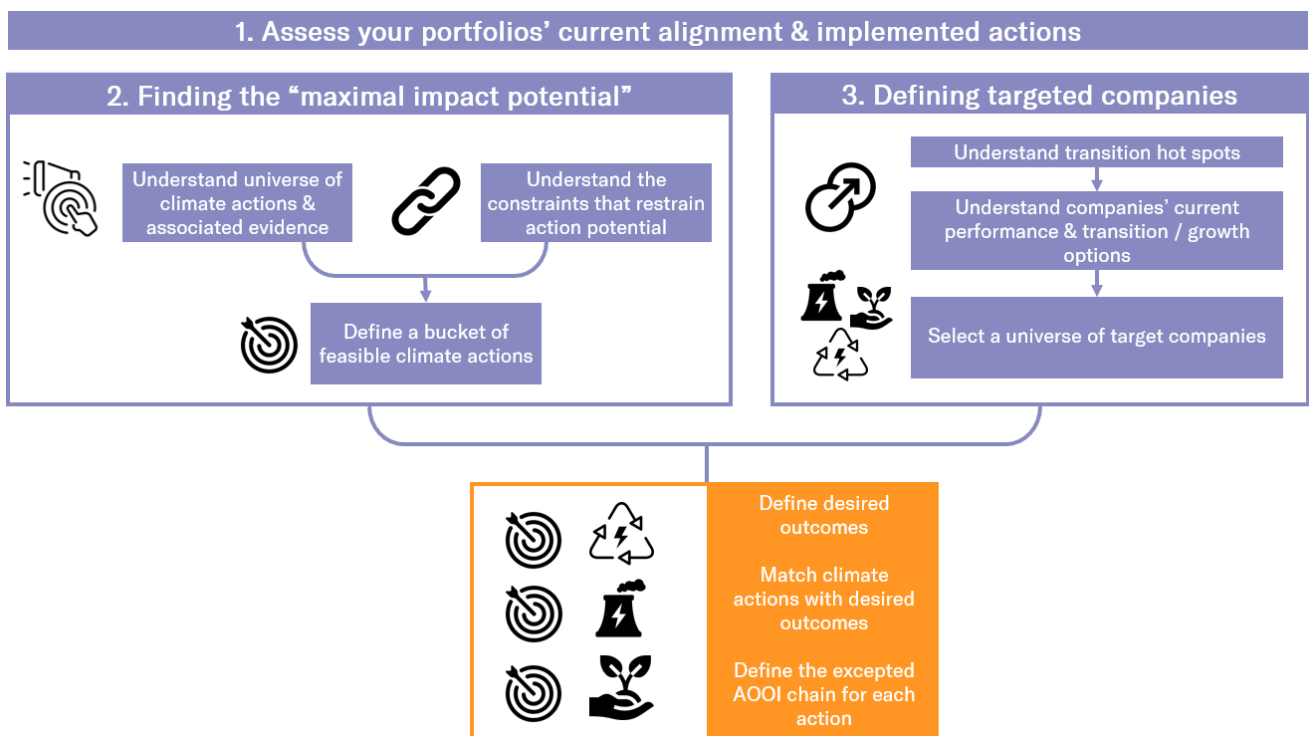 1. Assess your portfolios' current alignment & implemented actions
2. Finding the “maximal impact potential”
Understand universe of
climate actions &
associated evidence
Understand the
constraints that restrain
action potential
Define a bucket of
feasible climate actions
3. Defining targeted companies
Understand transition hot spots
Understand companies' current
performance & transition / growth
options
Select a universe of target companies
Define desired
outcomes
Match climate
actions with desired
outcomes
Define the excepted
AOOI chain for each
action